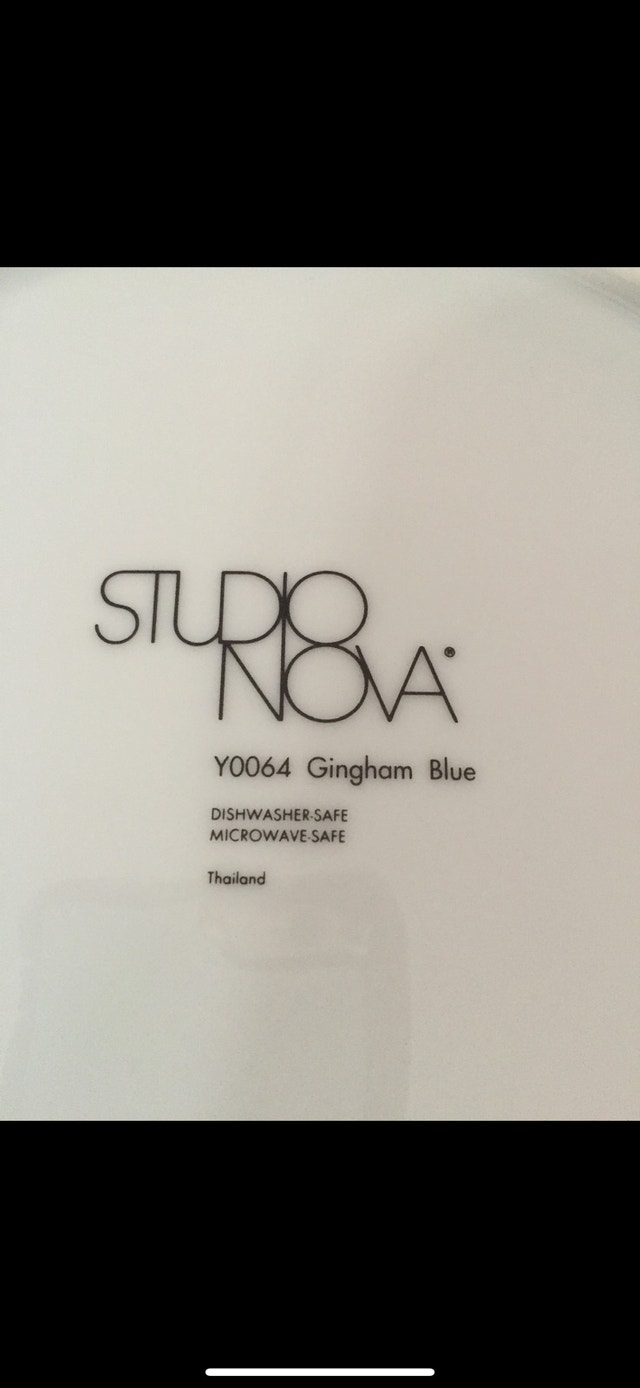 STUDIO
NOVA®
Y0064 Gingham Blue
DISHWASHER-SAFE
MICROWAVE-SAFE
Thailand